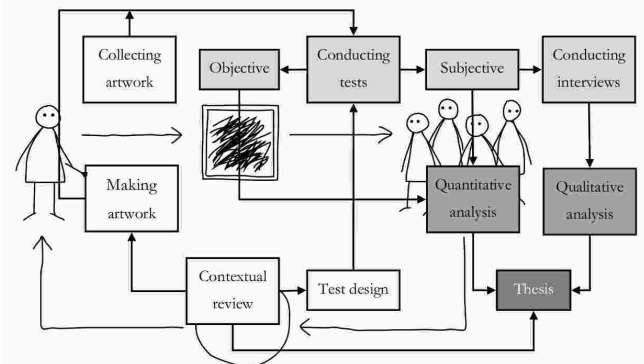 Collecting
artwork
Objective
Conducting
tests
Subjective
Conducting
interviews
Making
artwork
Quantitative
analysis
Qualitative
analysis
Contextual
review
Test design
Thesis